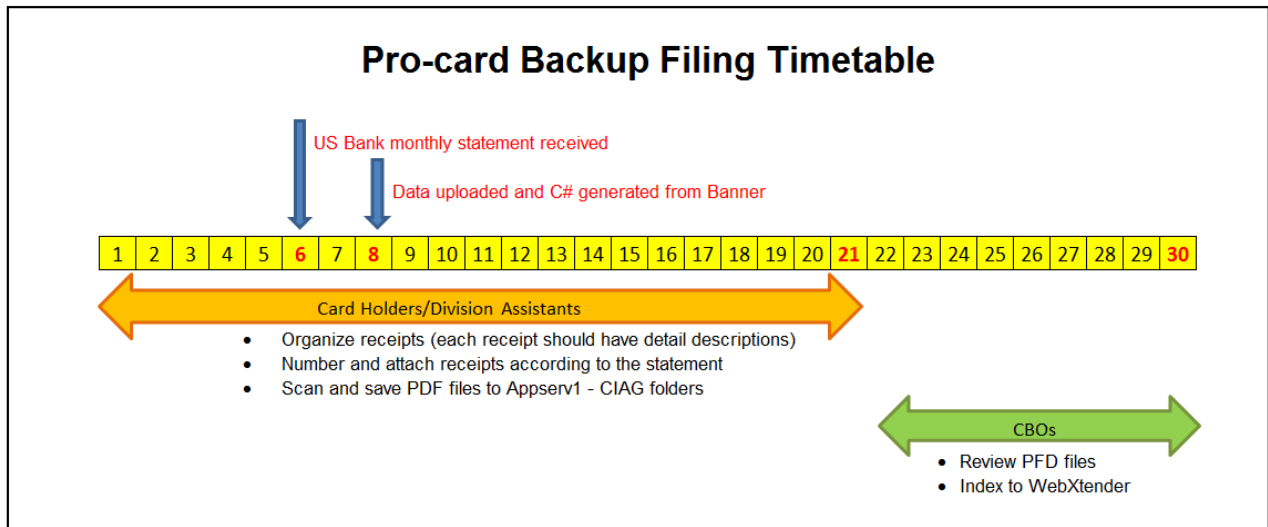 Pro-card Backup Filing Timetable
US Bank monthly statement received
Data uploaded and C# generated from Banner
1 2 3 4 5 6 7 8 9 10 11 12 13 14 15 16 17 18 19 20 21 22 23 24 25 26 27 28 29 30
Card Holders/Division Assistants
• Organize receipts (each receipt should have detail descriptions)
• Number and attach receipts according to the statement
• Scan and save PDF files to Appserv1 - CIAG folders
CBOs
• Review PFD files
• Index to WebXtender